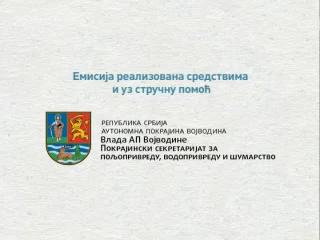 Емисија реализована средствима
и уз стручну помоћ
РЕПУБЛИКА СРБИЈА
АУТОНОМНА ПОКРАЈИНА ВОЈВОДИНА
Влада АП Војводине
ПОКРАЈИНСКИ СЕКРЕТАРИЈАТ ЗА
ПОЉОПРИВРЕДУ, ВОДОПРИВРЕДУ И ШУМАРСТВО